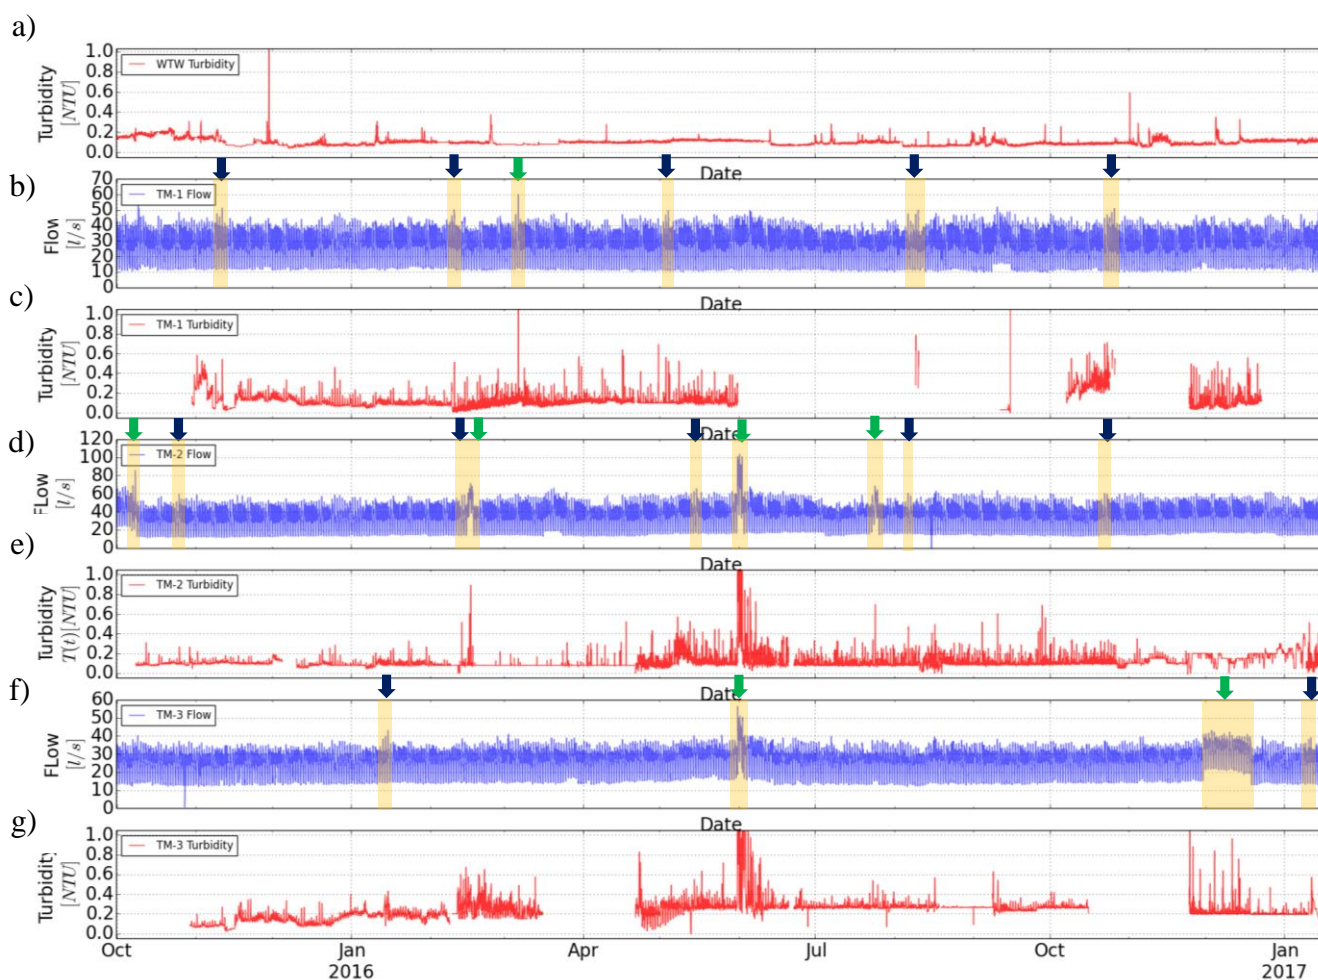 a)
Turbidity
[NTU]
1.0
0.8
0.6
0.4
0.2
0.0
WTW Turbidity
Date
b)
Flow
[l/s]
70
60
50
40
30
20
10
0
TM-1 Flow
Date
c)
Turbidity
[NTU]
1.0
0.8
0.6
0.4
0.2
0.0
TM-1 Turbidity
Date
d)
FLow
[l/s]
120
100
80
60
40
20
0
TM-2 Flow
Date
e)
Turbidity
T(t)[NTU]
1.0
0.8
0.6
0.4
0.2
0.0
TM-2 Turbidity
Date
f)
FLow
[l/s]
60
50
40
30
20
10
0
TM-3 Flow
Date
g)
Turbidity
[NTU]
1.0
0.8
0.6
0.4
0.2
0.0
TM-3 Turbidity
Oct Jan Apr Jul Oct Jan
2016 2017